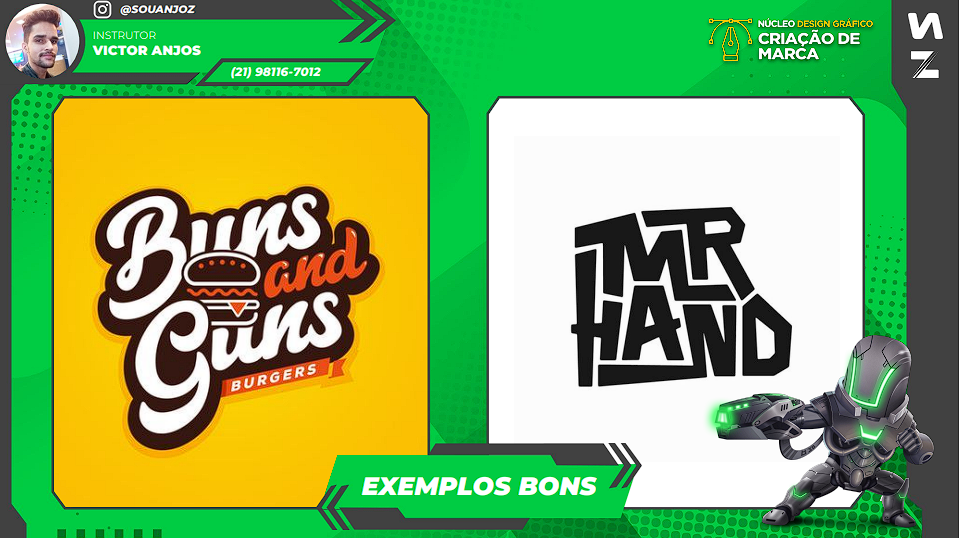 @SOUANJOZ
INSTRUTOR
VICTOR ANJOS
(21) 98116-7012
NÚCLEO DESIGN GRÁFICO
CRIAÇÃO DE
MARCA
Buns
and
Guns
BURGERS
MR
HAND
EXEMPLOS BONS